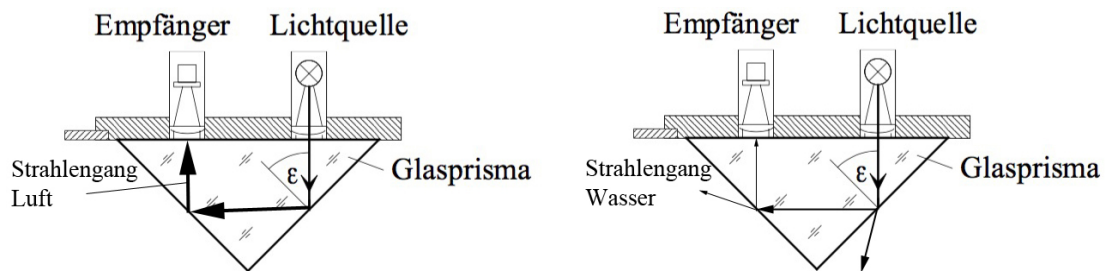 Empfänger Lichtquelle
ε
Strahlengang
Luft
Glasprisma
Empfänger Lichtquelle
ε
Strahlengang
Wasser
Glasprisma